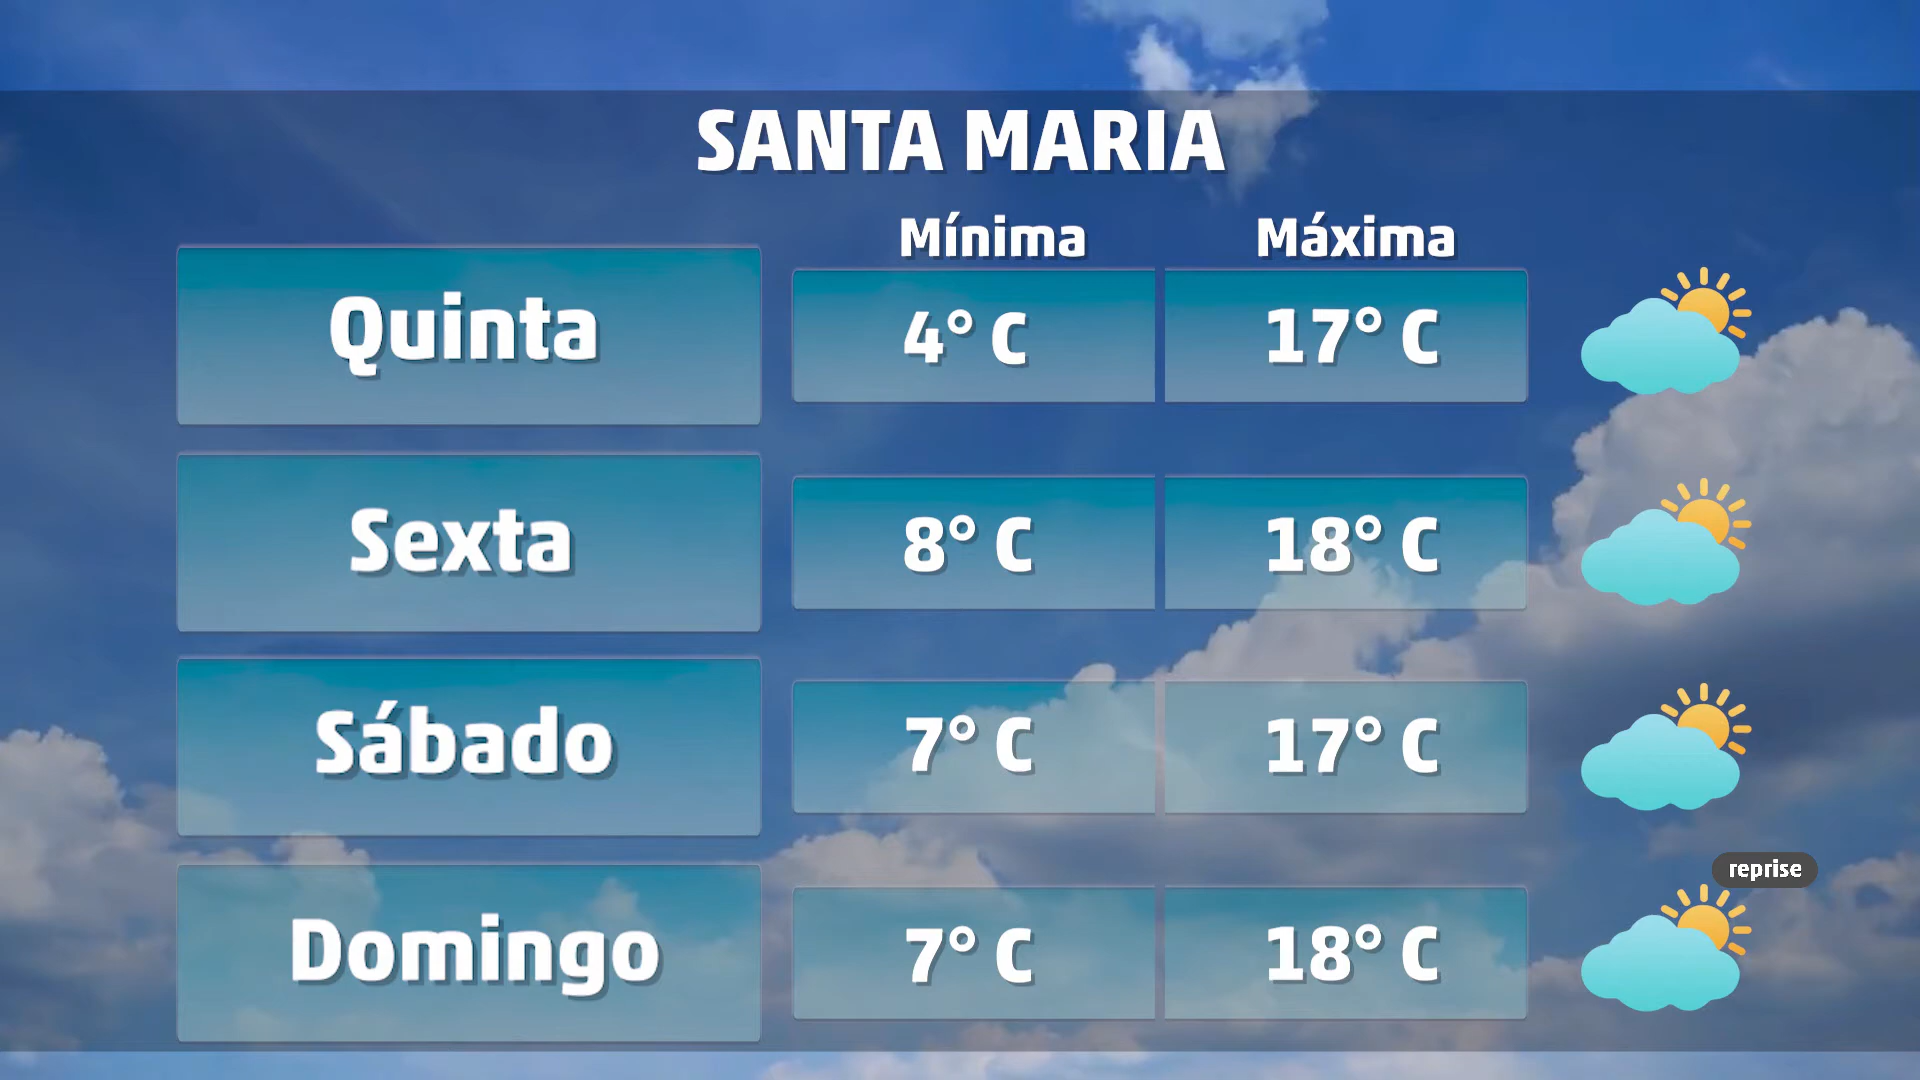 SANTA MARIA
Mínima Máxima
Quinta 4° C 17° C
Sexta 8° C 18° C
Sábado 7° C 17° C
reprise
Domingo 7° C 18° C